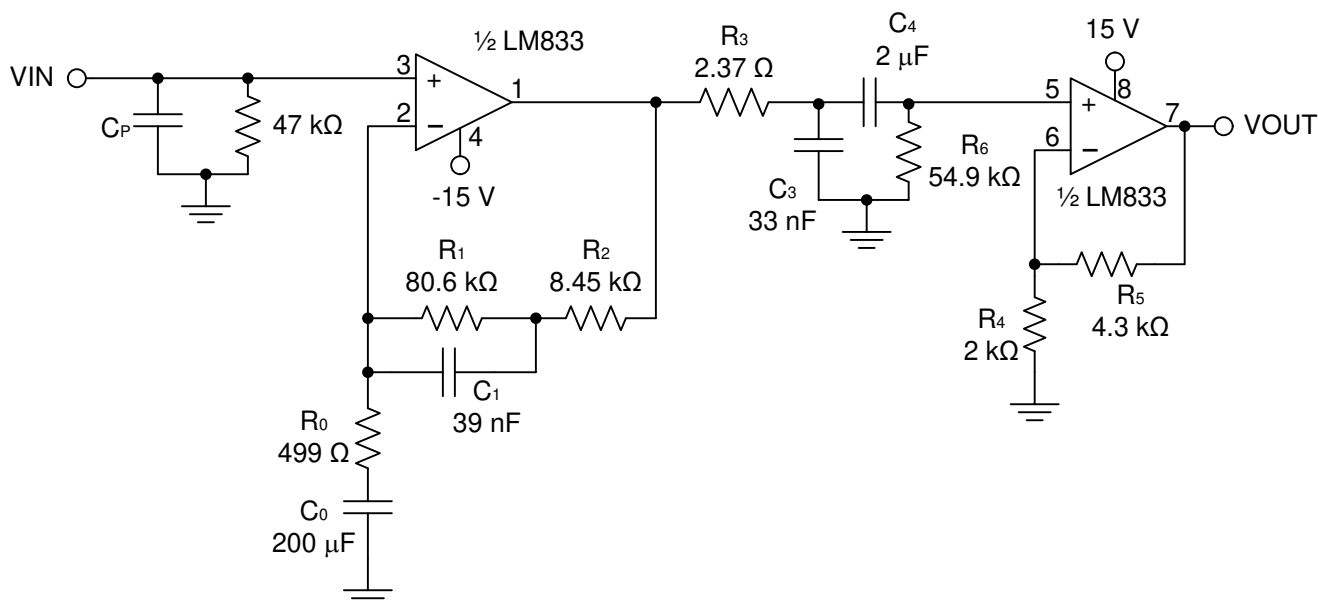 VIN
CP
47 kΩ
½ LM833
3
+
1
2
−
4
-15 V
R1
80.6 kΩ
R2
8.45 kΩ
C1
39 nF
R0
499 Ω
C0
200 μF
R3
2.37 Ω
C4
2 μF
C3
33 nF
R6
54.9 kΩ
15 V
8
5
+
7
VOUT
6
−
½ LM833
R5
4.3 kΩ
R4
2 kΩ